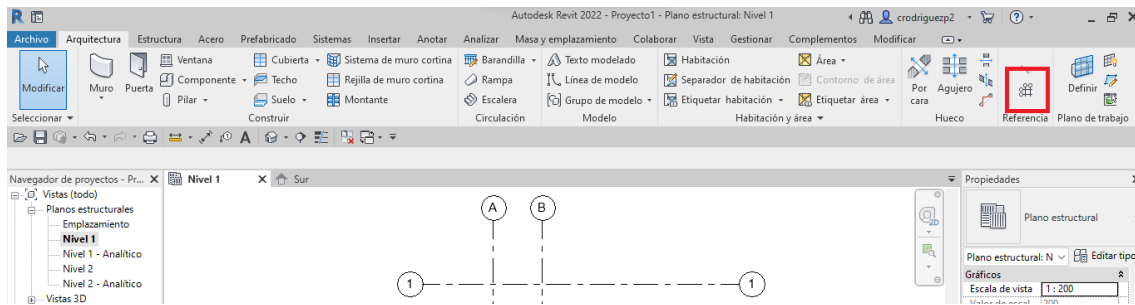 Autodesk Revit 2022 - Proyecto1 - Plano estructural: Nivel 1 crodriguezp2
Archivo Arquitectura Estructura Acero Prefabricado Sistemas Insertar Anotar Analizar Masa y emplazamiento Colaborar Vista Gestionar Complementos Modificar
Ventana Cubierta Sistema de muro cortina Barandilla Texto modelado Habitación Área
Modificar Muro Puerta Componente Techo Rejilla de muro cortina Rampa Línea de modelo Separador de habitación Contorno de área Por cara Agujero Definir
Pilar Suelo Montante Escalera Grupo de modelo Etiquetar habitación Etiquetar área
Seleccionar Construir Circulación Modelo Habitación y área Hueco Referencia Plano de trabajo
Navegador de proyectos - Pr... Nivel 1 Sur Propiedades
Vistas (todo)
Planos estructurales
Emplazamiento
Nivel 1
Nivel 1 - Analítico
Nivel 2
Nivel 2 - Analítico
Vistas 3D
A B
1 1
2D
Plano estructural
Plano estructural: N Editar tipo
Gráficos
Escala de vista 1 : 200
Valor de escal 200